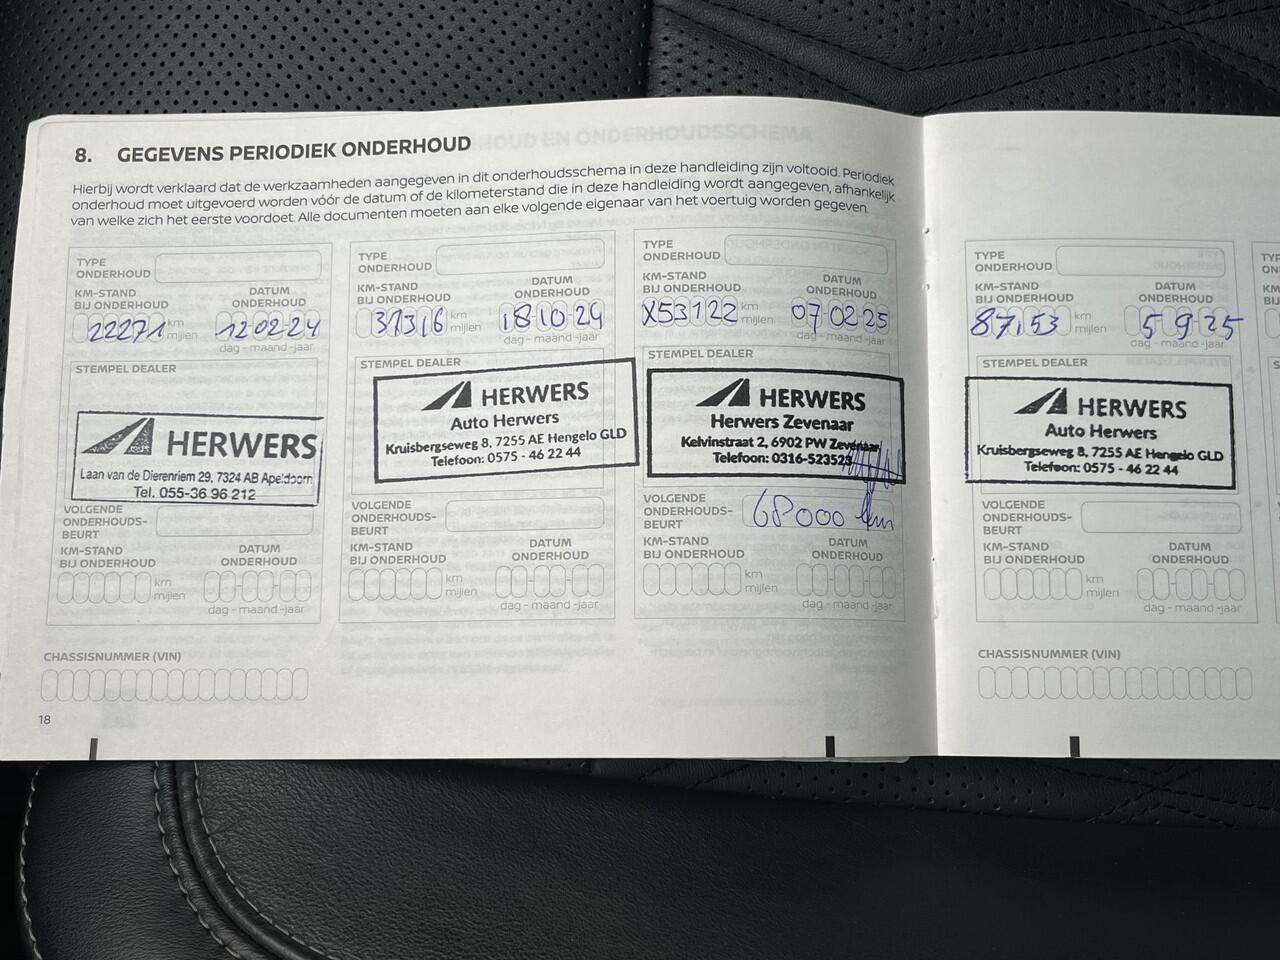 8. GEGEVENS PERIODIEK ONDERHOUD
Hierbij wordt verklaard dat de werkzaamheden aangegeven in dit onderhoudsschema in deze handleiding zijn voltooid. Periodiek
onderhoud moet uitgevoerd worden vóór de datum of de kilometerstand die in deze handleiding wordt aangegeven, afhankelijk
van welke zich het eerste voordoet. Alle documenten moeten aan elke volgende eigenaar van het voertuig worden gegeven.
TYPE
ONDERHOUD
KM-STAND
BIJ ONDERHOUD
DATUM
ONDERHOUD
22271 km
mijlen
12-02-24
dag - maand -jaar
STEMPEL DEALER
HERWERS
Laan van de Dierenriem 29, 7324 AB Apeldoorn
Tel. 055-36 96 212
VOLGENDE
ONDERHOUDS-
BEURT
KM-STAND
BIJ ONDERHOUD
DATUM
ONDERHOUD
km
mijlen
dag - maand -jaar
CHASSISNUMMER (VIN)
18
TYPE
ONDERHOUD
KM-STAND
BIJ ONDERHOUD
DATUM
ONDERHOUD
37316 km
mijlen
18-10-24
dag - maand -jaar
STEMPEL DEALER
HERWERS
Auto Herwers
Kruisbergseweg 8, 7255 AE Hengelo GLD
Telefoon: 0575 - 46 22 44
VOLGENDE
ONDERHOUDS-
BEURT
KM-STAND
BIJ ONDERHOUD
DATUM
ONDERHOUD
km
mijlen
dag - maand -jaar
TYPE
ONDERHOUD
KM-STAND
BIJ ONDERHOUD
DATUM
ONDERHOUD
X53122 km
mijlen
07-02-25
dag - maand -jaar
STEMPEL DEALER
HERWERS
Herwers Zevenaar
Kelvinstraat 2, 6902 PW Zevenaar
Telefoon: 0316-523523
VOLGENDE
ONDERHOUDS-
BEURT
68000 km
KM-STAND
BIJ ONDERHOUD
DATUM
ONDERHOUD
km
mijlen
dag - maand -jaar
TYPE
ONDERHOUD
KM-STAND
BIJ ONDERHOUD
DATUM
ONDERHOUD
87153 km
mijlen
5-9-25
dag - maand -jaar
STEMPEL DEALER
HERWERS
Auto Herwers
Kruisbergseweg 8, 7255 AE Hengelo GLD
Telefoon: 0575 - 46 22 44
VOLGENDE
ONDERHOUDS-
BEURT
KM-STAND
BIJ ONDERHOUD
DATUM
ONDERHOUD
km
mijlen
dag - maand -jaar
CHASSISNUMMER (VIN)